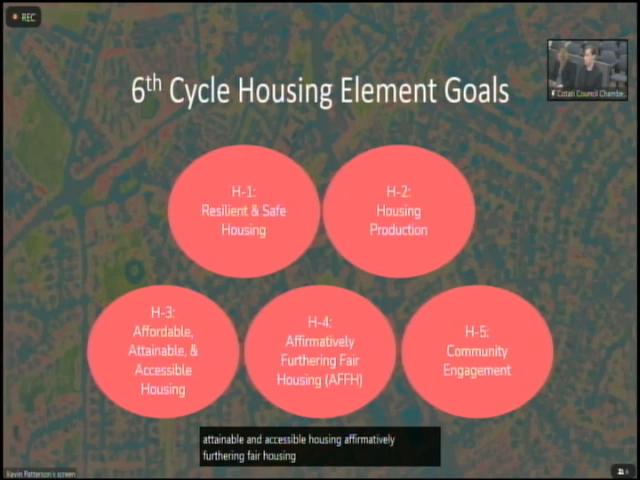 REC
6th Cycle Housing Element Goals
Cotati Council Chambe...
H-1:
Resilient & Safe
Housing
H-2:
Housing
Production
H-3:
Affordable,
Attainable, &
Accessible
Housing
H-4:
Affirmatively
Furthering Fair
Housing (AFFH)
H-5:
Community
Engagement
attainable and accessible housing affirmatively
furthering fair housing
Kevin Patterson's screen